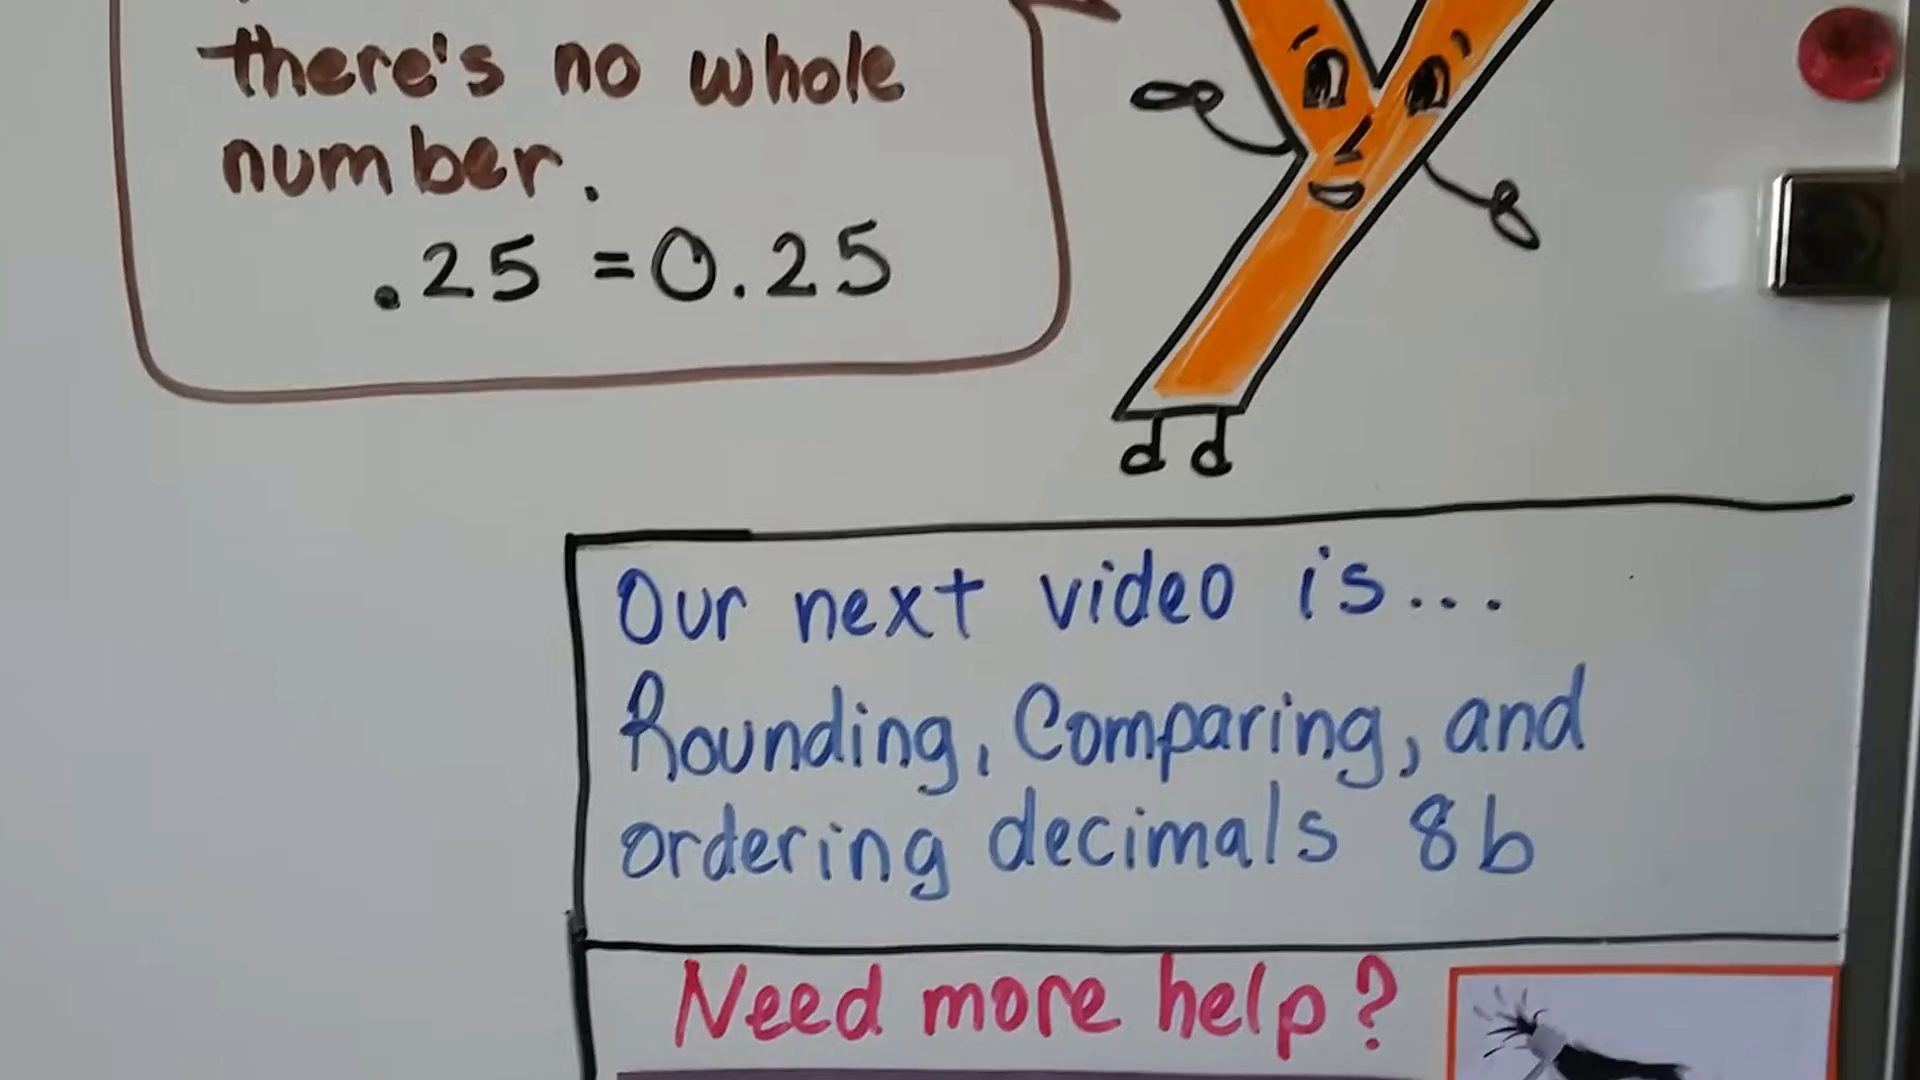 there's no whole
number.
.25 = 0.25
Our next video is...
Rounding, Comparing, and
ordering decimals 8b
Need more help?